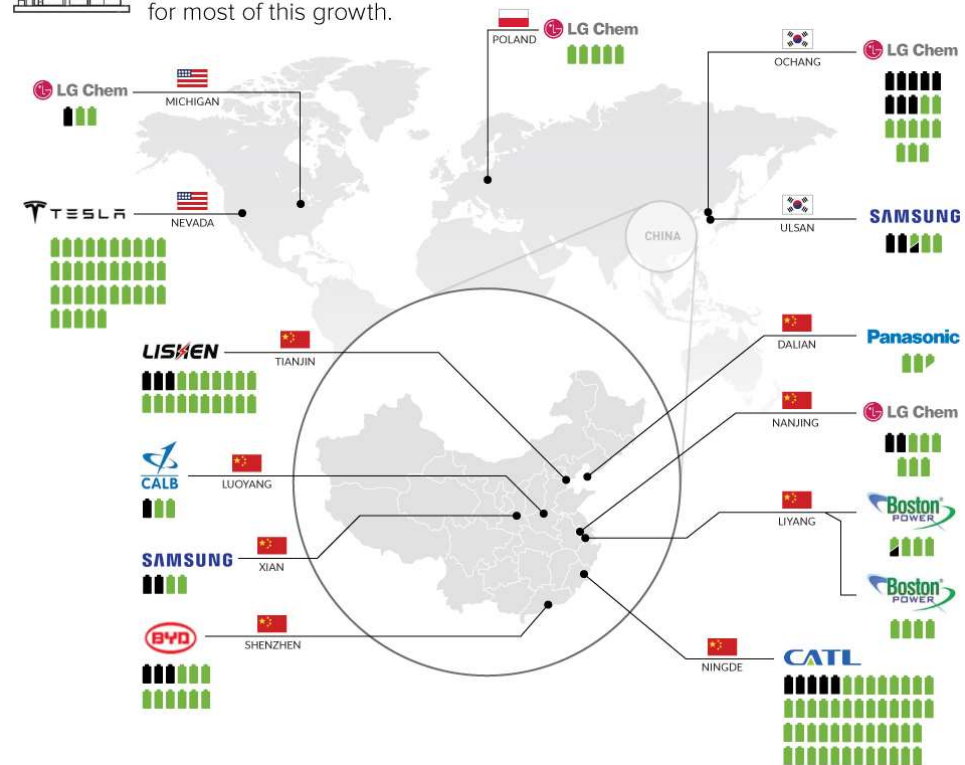 for most of this growth.
POLAND
LG Chem
OCHANG
LG Chem
LG Chem
MICHIGAN
TESLA
NEVADA
ULSAN
SAMSUNG
CHINA
LISHEN
TIANJIN
DALIAN
Panasonic
NANJING
LG Chem
CALB
LUOYANG
LIYANG
Boston
POWER
SAMSUNG
XIAN
Boston
POWER
BYD
SHENZHEN
NINGDE
CATL